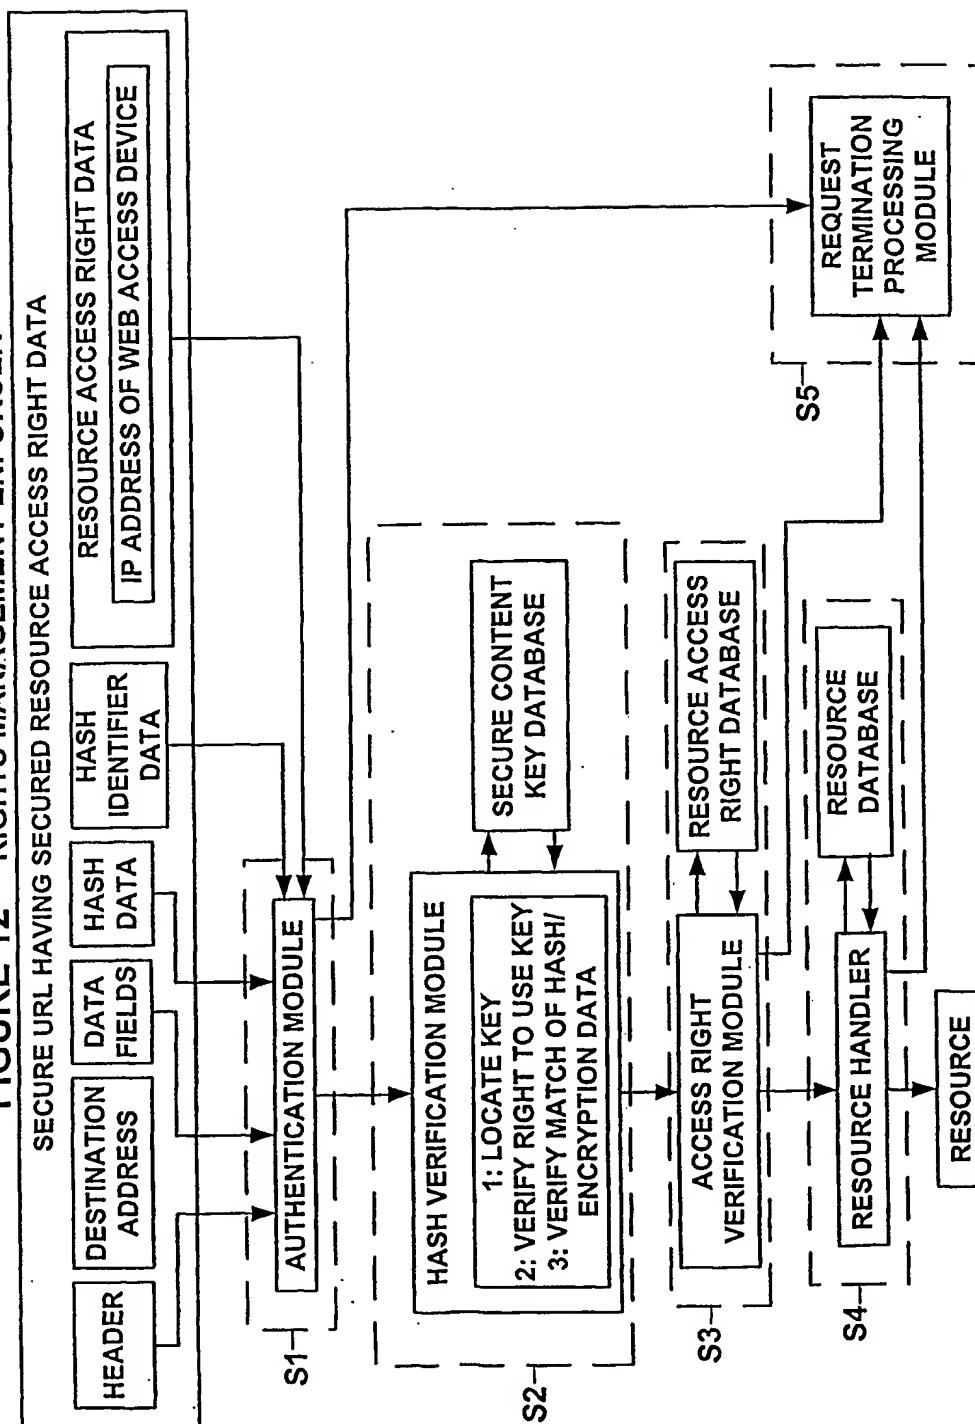 FIGURE 12 RIGHTS MANAGEMENT ENFORCER
SECURE URL HAVING SECURED RESOURCE ACCESS RIGHT DATA
HEADER
DESTINATION
ADDRESS
DATA
FIELDS
HASH
DATA
HASH
IDENTIFIER
DATA
RESOURCE ACCESS RIGHT DATA
IP ADDRESS OF WEB ACCESS DEVICE
S1
AUTHENTICATION MODULE
S2
HASH VERIFICATION MODULE
1: LOCATE KEY
2: VERIFY RIGHT TO USE KEY
3: VERIFY MATCH OF HASH/
ENCRYPTION DATA
SECURE CONTENT
KEY DATABASE
S3
ACCESS RIGHT
VERIFICATION MODULE
RESOURCE ACCESS
RIGHT DATABASE
S4
RESOURCE HANDLER
RESOURCE
DATABASE
RESOURCE
S5
REQUEST
TERMINATION
PROCESSING
MODULE